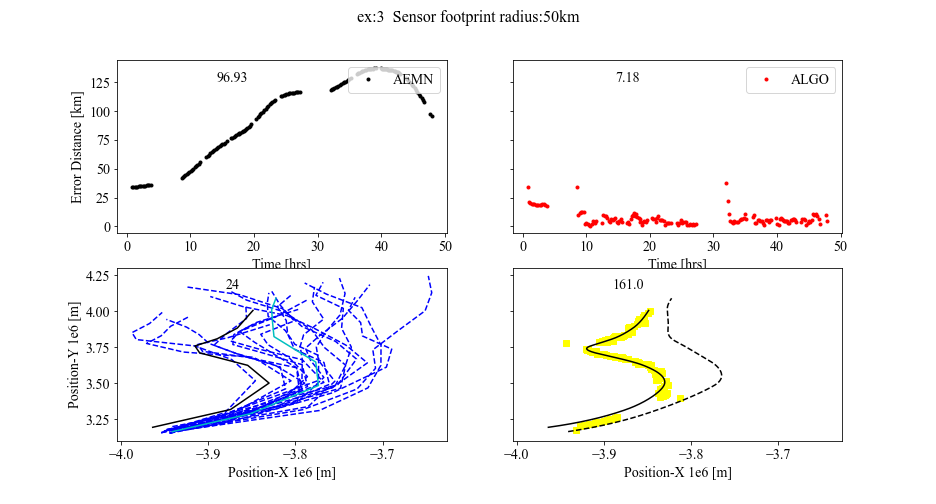 ex:3 Sensor footprint radius:50km
96.93
AEMN
7.18
ALGO
Error Distance [km]
125
100
75
50
25
0
0 10 20 30 40 50
Time [hrs]
0 10 20 30 40 50
Time [hrs]
Position-Y 1e6 [m]
4.25
4.00
3.75
3.50
3.25
24
161.0
−4.0 −3.9 −3.8 −3.7
Position-X 1e6 [m]
−4.0 −3.9 −3.8 −3.7
Position-X 1e6 [m]